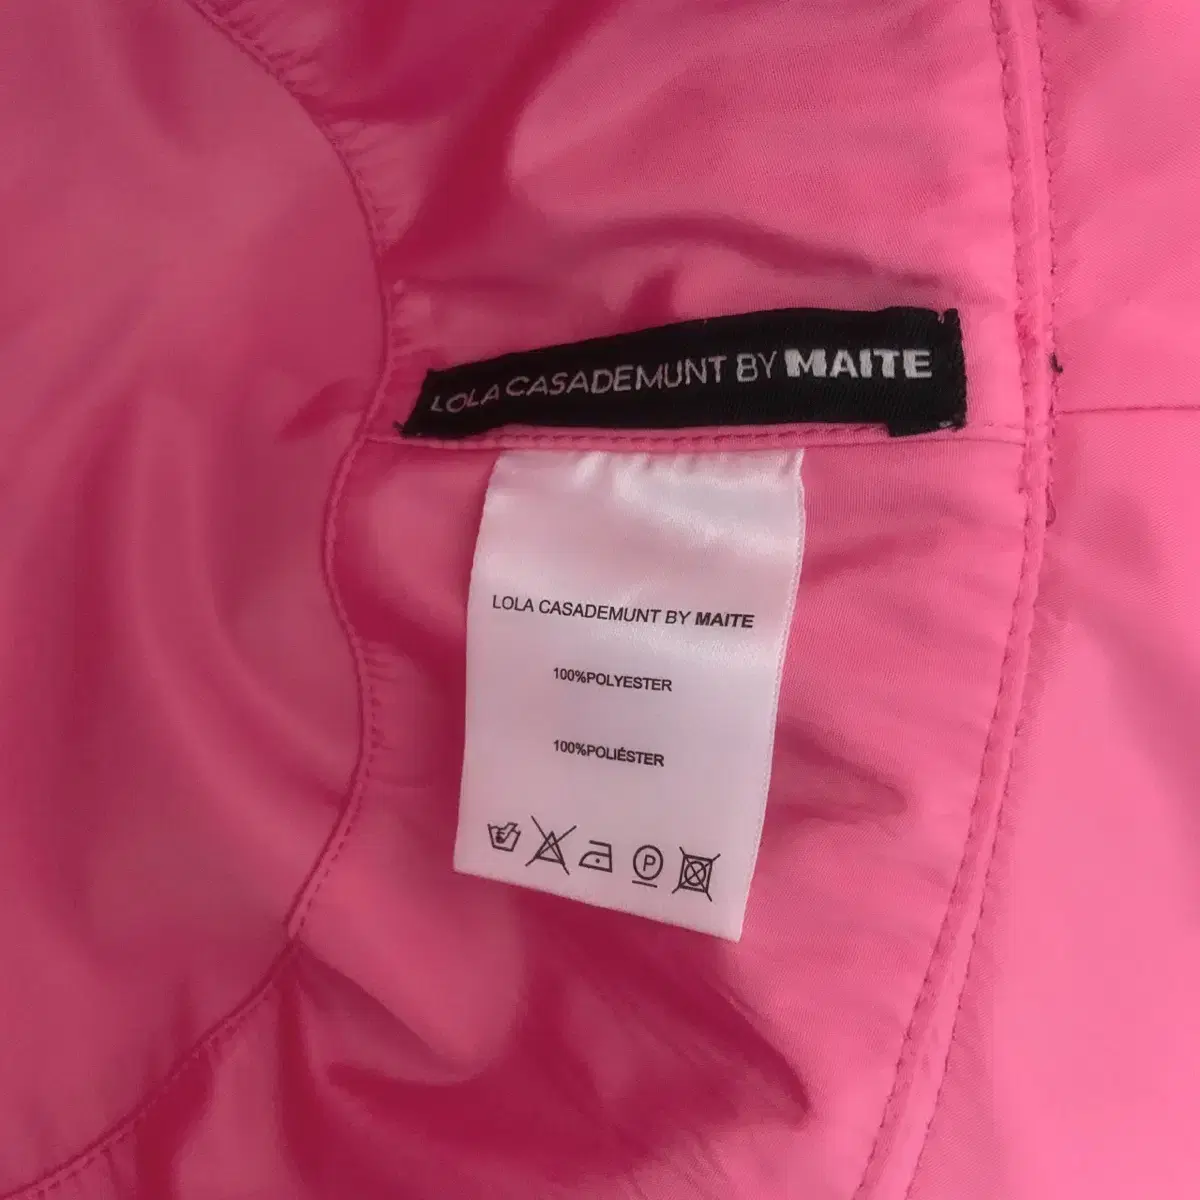 LOLA CASADEMUNT BY MAITE
LOLA CASADEMUNT BY MAITE
100%POLYESTER
100%POLIÉSTER
P